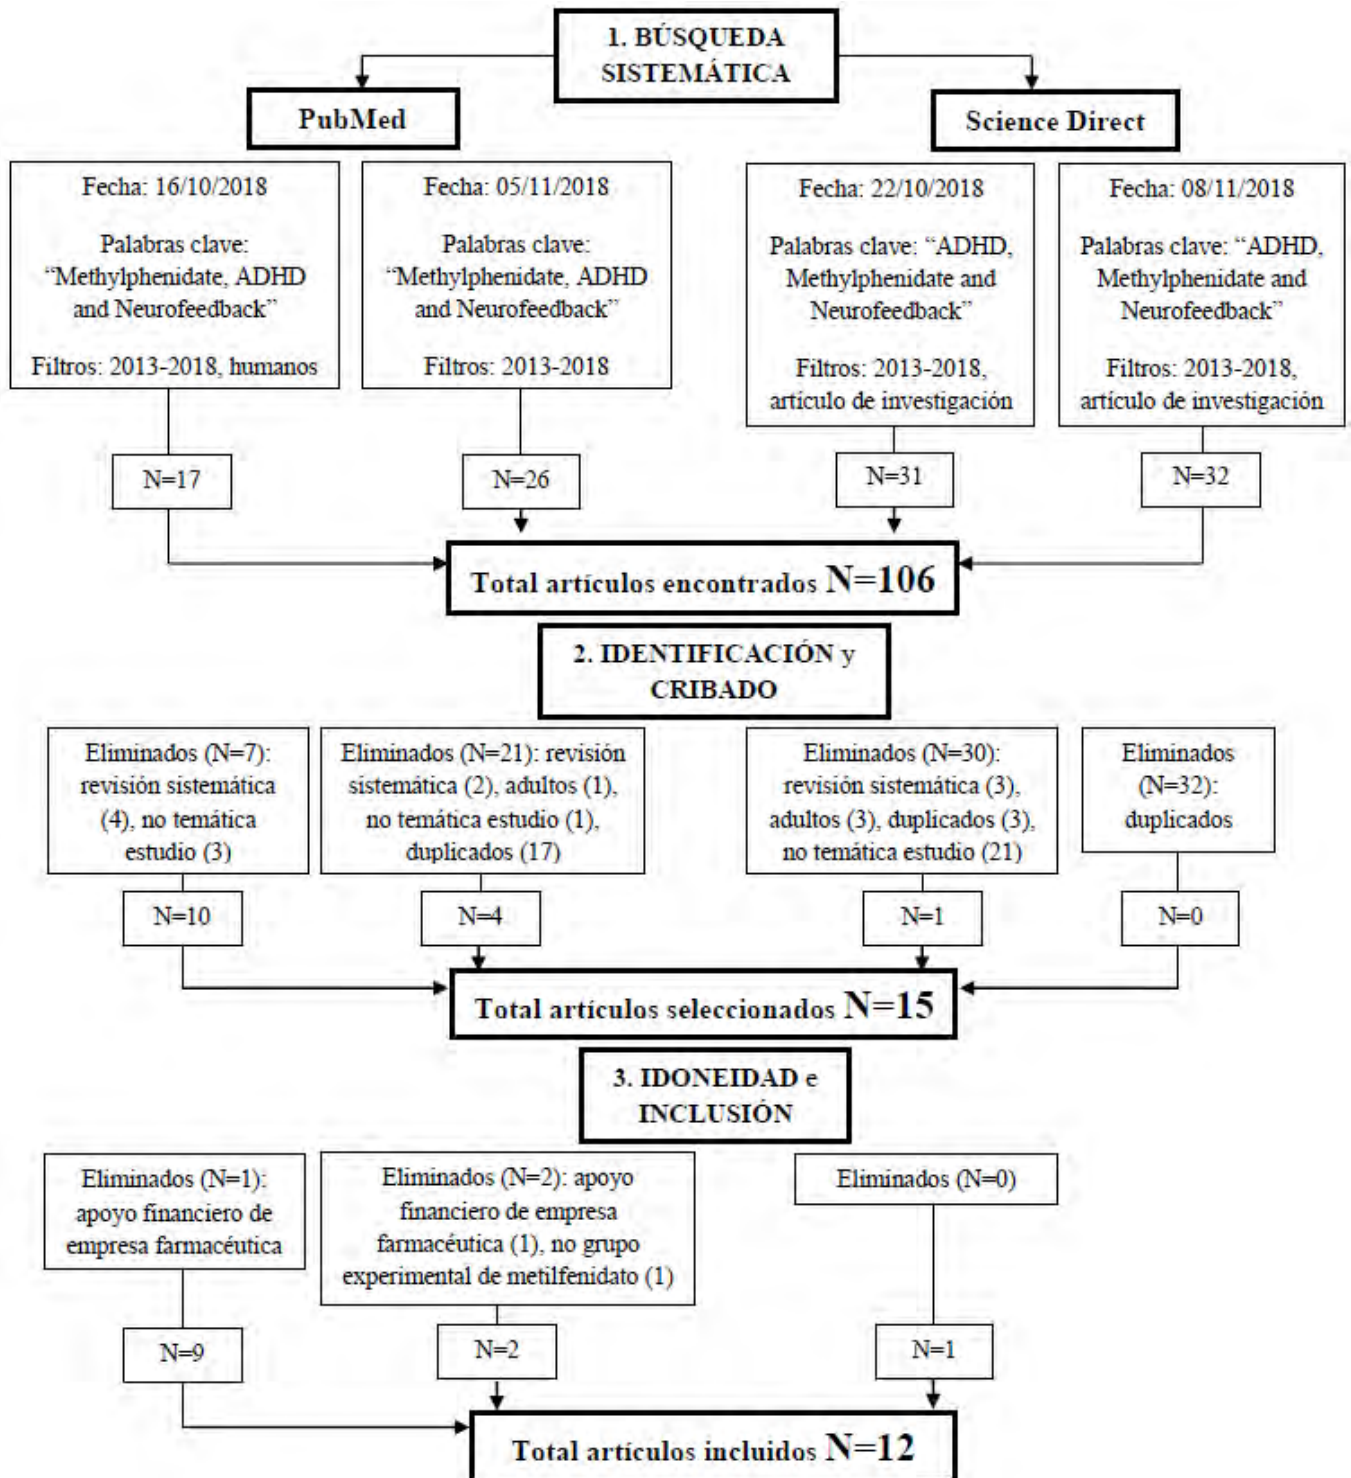 1. BÚSQUEDA
SISTEMÁTICA
PubMed
Science Direct
Fecha: 16/10/2018
Palabras clave:
“Methylphenidate, ADHD
and Neurofeedback”
Filtros: 2013-2018, humanos
Fecha: 05/11/2018
Palabras clave:
“Methylphenidate, ADHD
and Neurofeedback”
Filtros: 2013-2018
Fecha: 22/10/2018
Palabras clave: “ADHD,
Methylphenidate and
Neurofeedback”
Filtros: 2013-2018,
artículo de investigación
Fecha: 08/11/2018
Palabras clave: “ADHD,
Methylphenidate and
Neurofeedback”
Filtros: 2013-2018,
artículo de investigación
N=17
N=26
N=31
N=32
Total artículos encontrados N=106
2. IDENTIFICACIÓN y
CRIBADO
Eliminados (N=7):
revisión sistemática
(4), no temática
estudio (3)
Eliminados (N=21): revisión
sistemática (2), adultos (1),
no temática estudio (1),
duplicados (17)
Eliminados (N=30):
revisión sistemática (3),
adultos (3), duplicados (3),
no temática estudio (21)
Eliminados
(N=32):
duplicados
N=10
N=4
N=1
N=0
Total artículos seleccionados N=15
3. IDONEIDAD e
INCLUSIÓN
Eliminados (N=1):
apoyo financiero de
empresa farmacéutica
Eliminados (N=2): apoyo
financiero de empresa
farmacéutica (1), no grupo
experimental de metilfenidato (1)
Eliminados (N=0)
N=9
N=2
N=1
Total artículos incluidos N=12